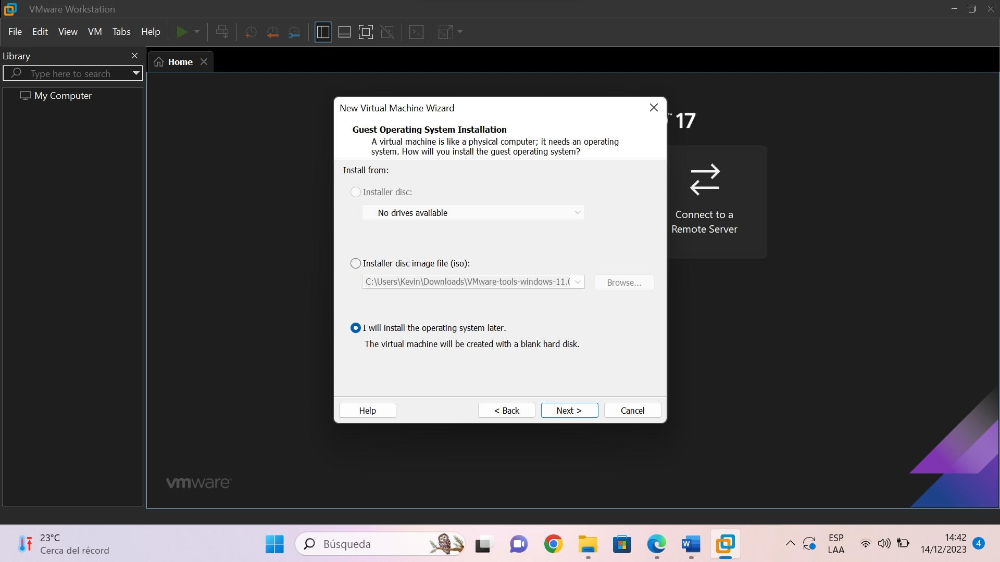 VMware Workstation
File Edit View VM Tabs Help
Library
Type here to search
My Computer
Home
17
Connect to a
Remote Server
New Virtual Machine Wizard
Guest Operating System Installation
A virtual machine is like a physical computer; it needs an operating
system. How will you install the guest operating system?
Install from:
Installer disc:
No drives available
Installer disc image file (iso):
C:\Users\Kevin\Downloads\VMware-tools-windows-11.0
Browse...
I will install the operating system later.
The virtual machine will be created with a blank hard disk.
Help
< Back
Next >
Cancel
vmware
23°C
Cerca del récord
Búsqueda
ESP
LAA
14:42
14/12/2023
4